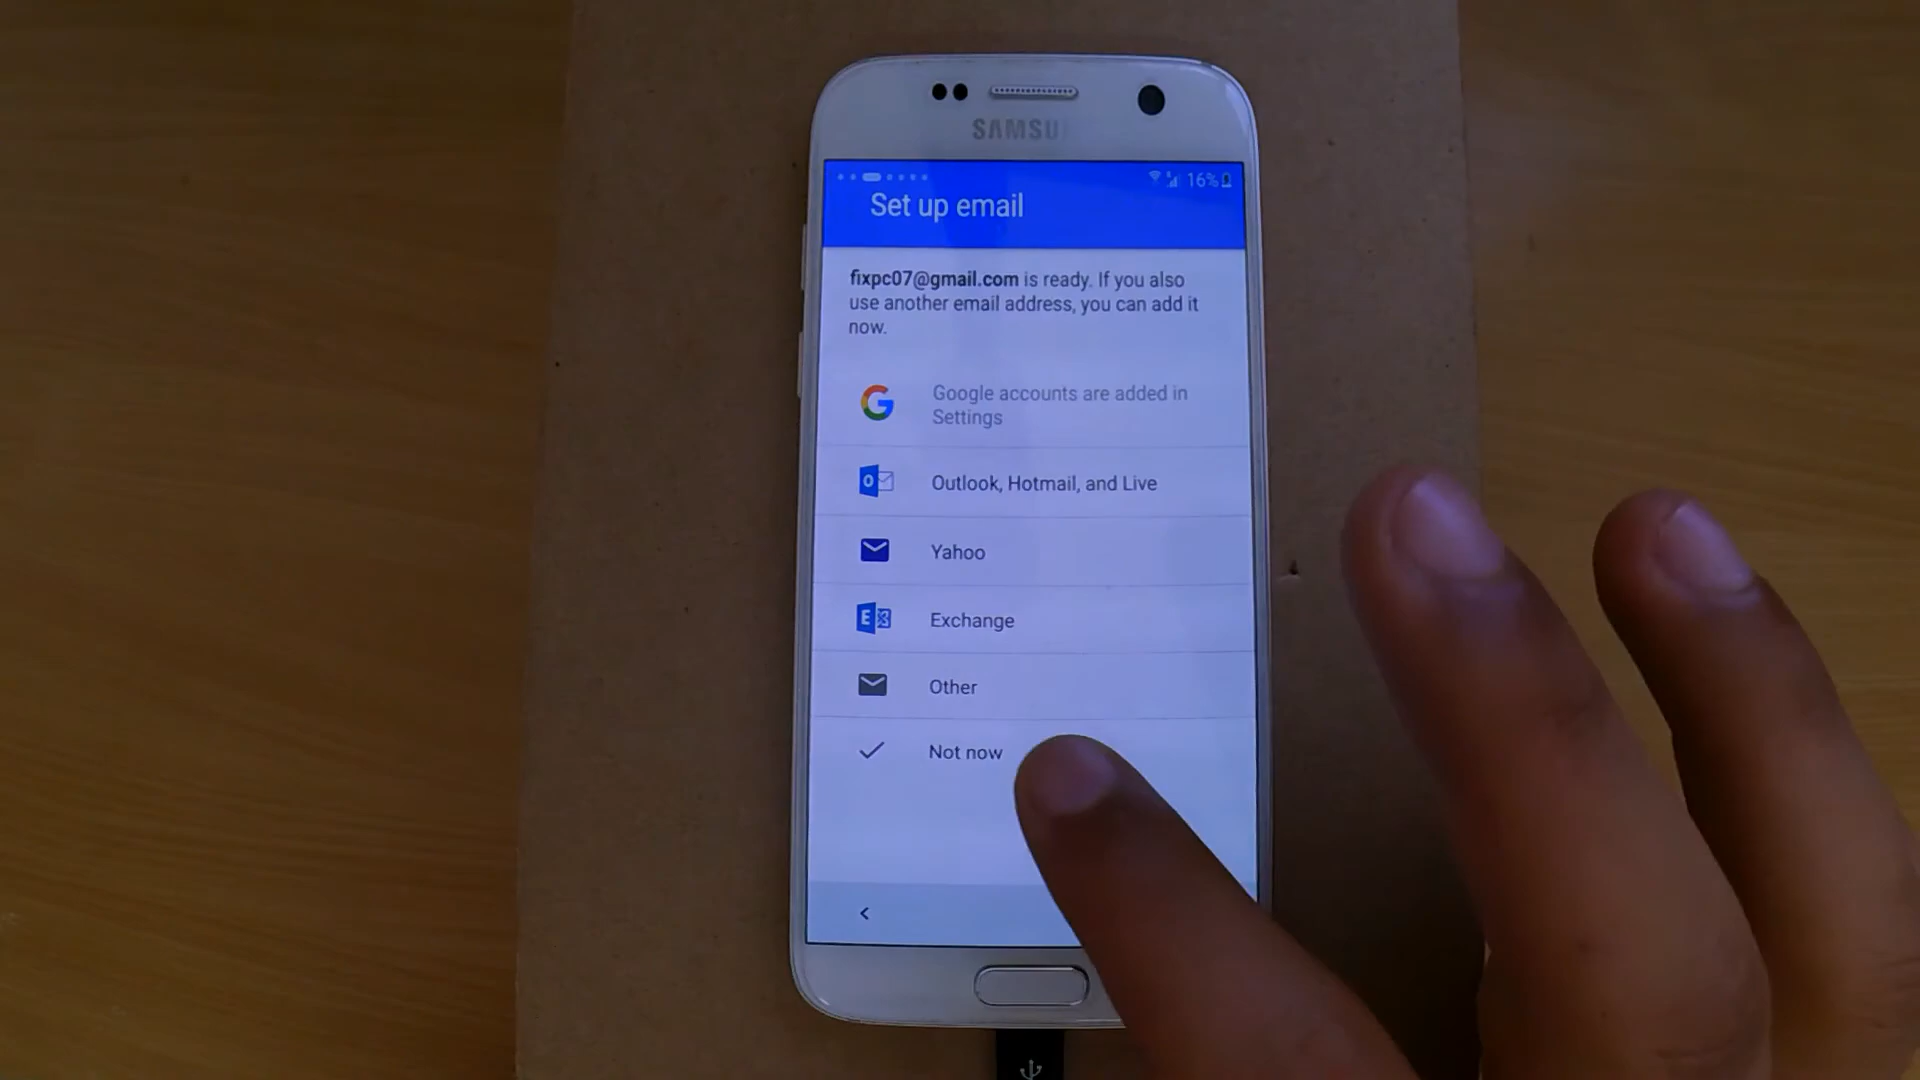 SAMSU
16%
Set up email
fixpc07@gmail.com is ready. If you also
use another email address, you can add it
now.
Google accounts are added in
Settings
Outlook, Hotmail, and Live
Yahoo
Exchange
Other
Not now